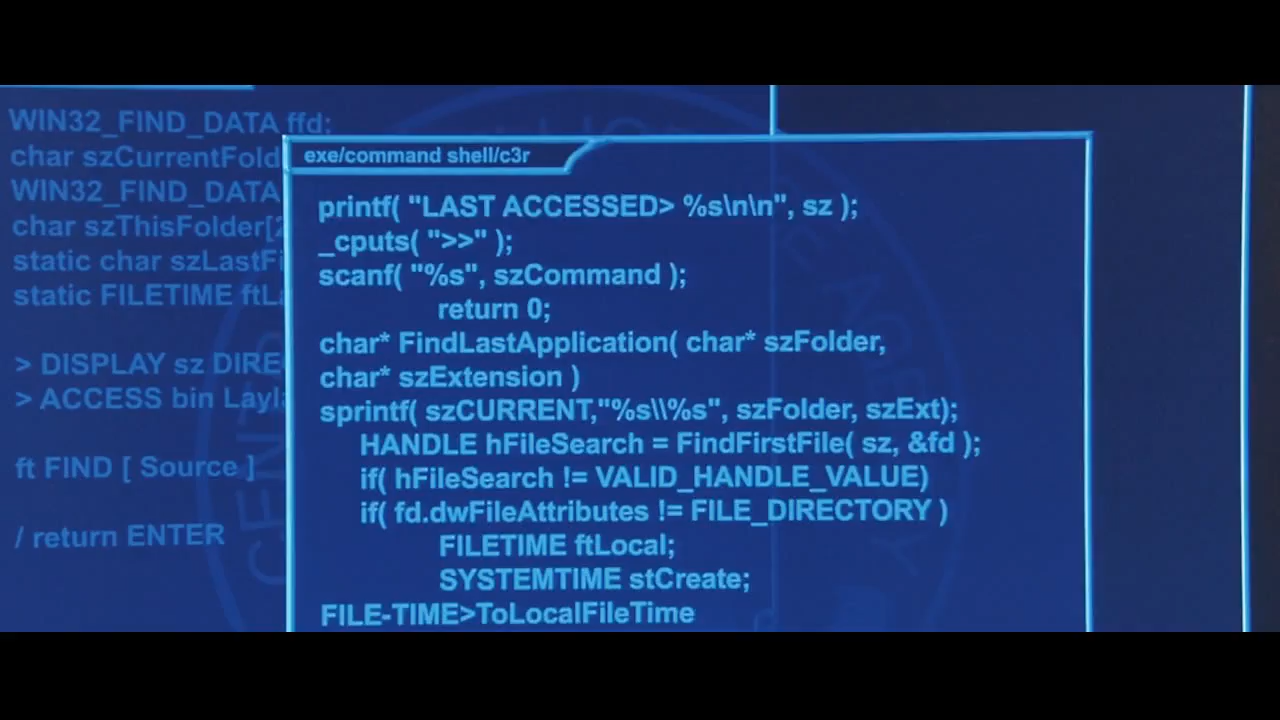 WIN32_FIND_DATA ffd;
char szCurrentFold
WIN32_FIND_DATA
char szThisFolder[2
static char szLastFi
static FILETIME ftLa
> DISPLAY sz DIRE
> ACCESS bin Layla
ft FIND [ Source ]
/ return ENTER
exe/command shell/c3r
printf( "LAST ACCESSED> %s\n\n", sz );
_cputs( ">>" );
scanf( "%s", szCommand );
return 0;
char* FindLastApplication( char* szFolder,
char* szExtension )
sprintf( szCURRENT,"%s\\%s", szFolder, szExt);
HANDLE hFileSearch = FindFirstFile( sz, &fd );
if( hFileSearch != VALID_HANDLE_VALUE)
if( fd.dwFileAttributes != FILE_DIRECTORY )
FILETIME ftLocal;
SYSTEMTIME stCreate;
FILE-TIME>ToLocalFileTime